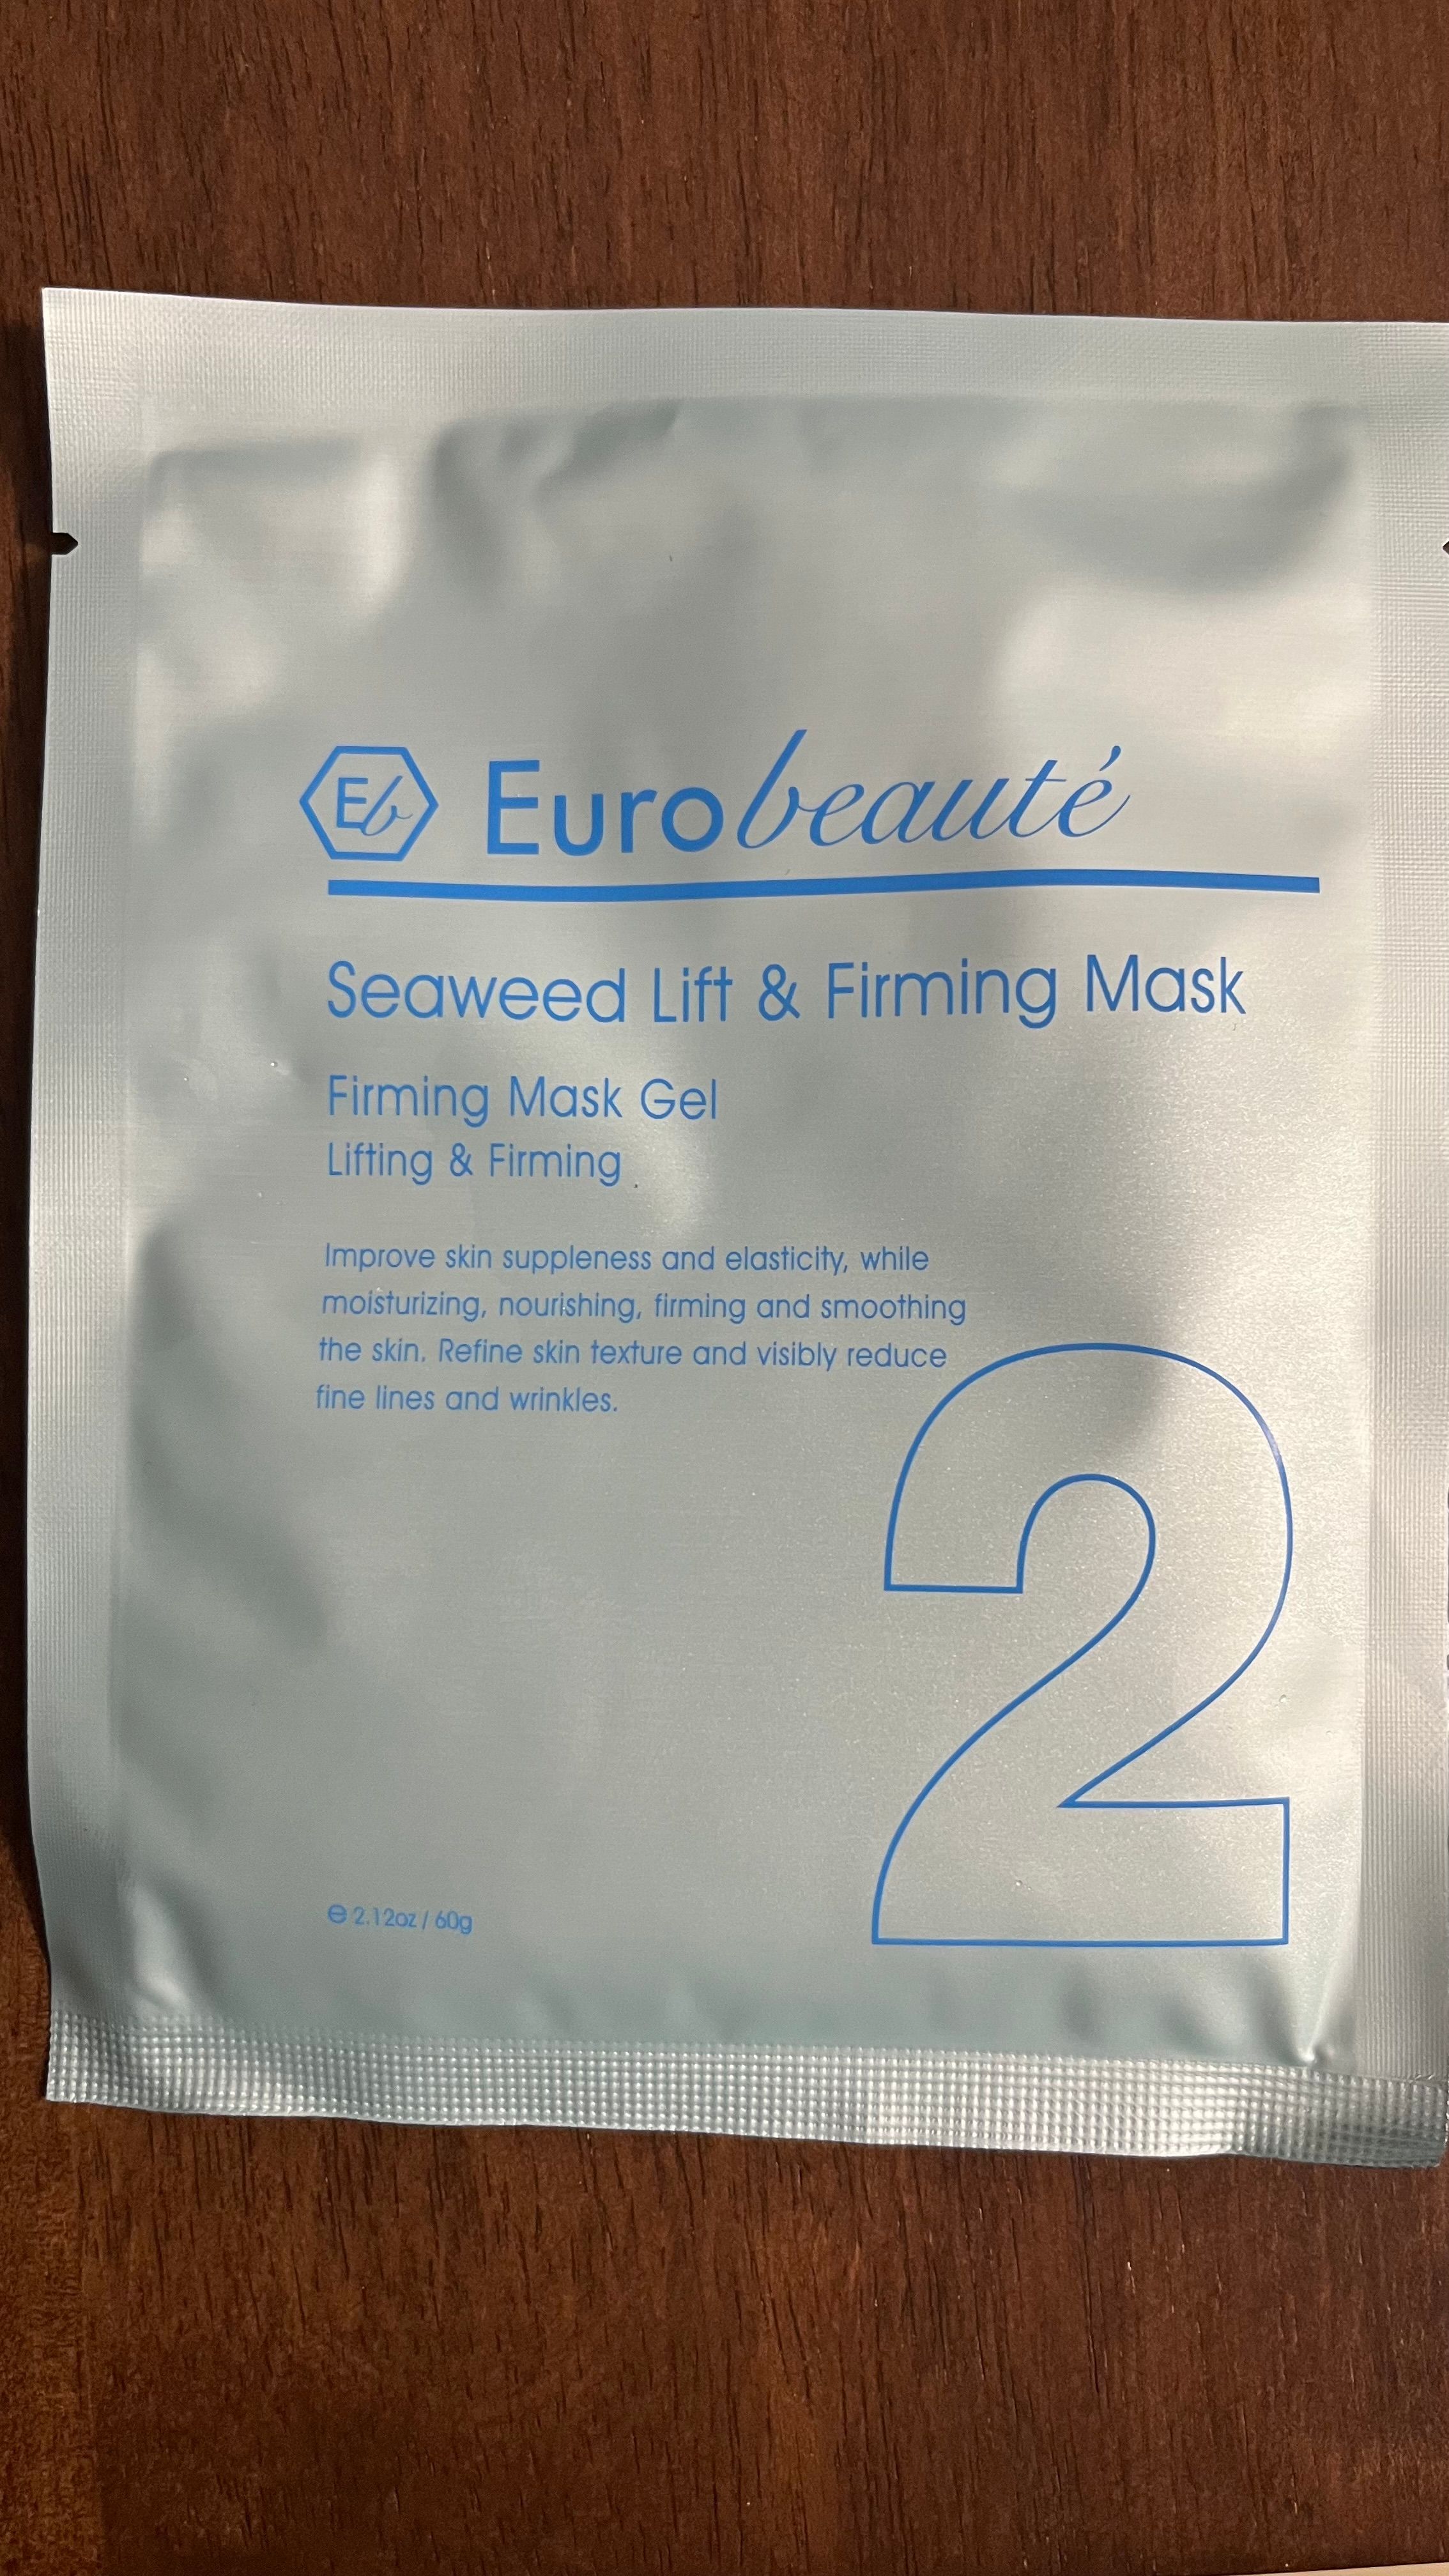 Eb Eurobeauté
Seaweed Lift & Firming Mask
Firming Mask Gel
Lifting & Firming
Improve skin suppleness and elasticity, while
moisturizing, nourishing, firming and smoothing
the skin. Refine skin texture and visibly reduce
fine lines and wrinkles.
2
℮ 2.12oz / 60g